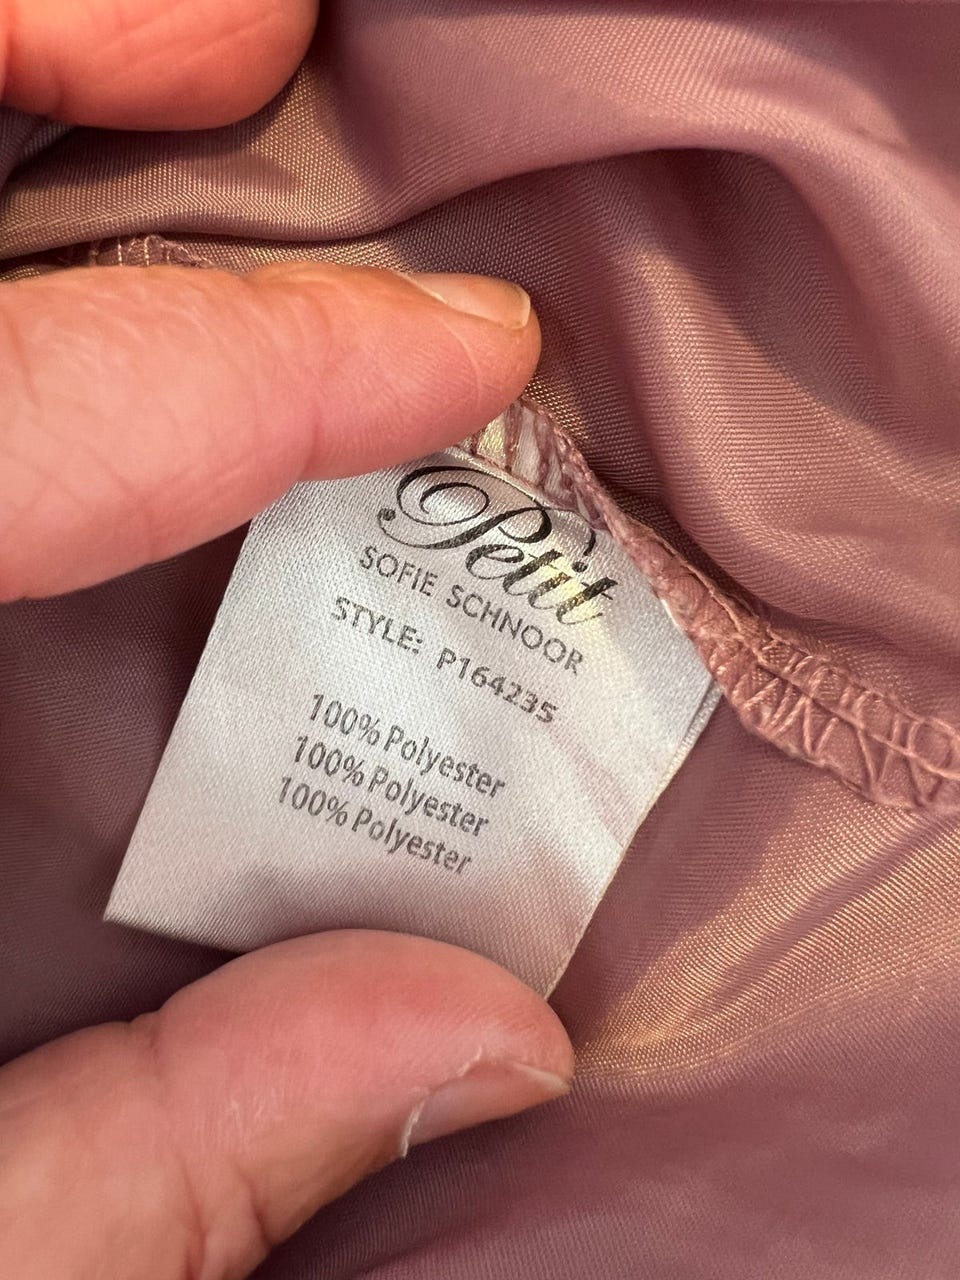 Petit
SOFIE SCHNOOR
STYLE: P164235
100% Polyester
100% Polyester
100% Polyester